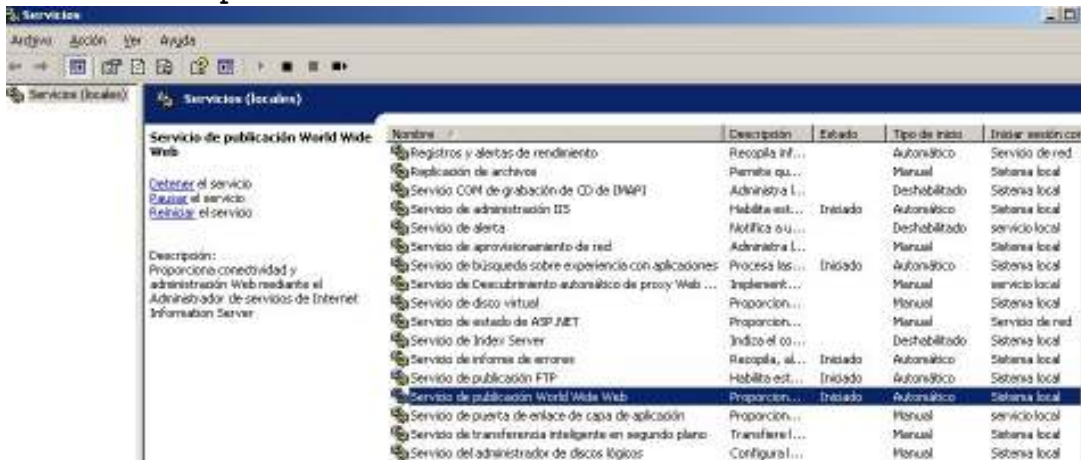 Servicios
Archivo Acción Ver Ayuda
Servicios (locales)
Servicios (locales)
Servicio de publicación World Wide Web
Detener el servicio
Pausar el servicio
Reiniciar el servicio
Descripción:
Proporciona conectividad y
administración Web mediante el
Administrador de servicios de Internet
Information Server
Nombre Descripción Estado Tipo de inicio Iniciar sesión con
Registros y alertas de rendimiento Recopila inf... Automático Servicio de red
Replicación de archivos Permite qu... Manual Sistema local
Servicio COM de grabación de CD de IMAPI Administra l... Deshabilitado Sistema local
Servicio de administración IIS Habilita est... Iniciado Automático Sistema local
Servicio de alerta Notifica a u... Deshabilitado servicio local
Servicio de aprovisionamiento de red Administra l... Manual Sistema local
Servicio de búsqueda sobre experiencia con aplicaciones Procesa las... Iniciado Automático Sistema local
Servicio de Descubrimiento automático de proxy Web ... Implement... Manual servicio local
Servicio de disco virtual Proporcion... Manual Sistema local
Servicio de estado de ASP.NET Proporcion... Manual Servicio de red
Servicio de Index Server Indiza el co... Deshabilitado Sistema local
Servicio de informe de errores Recopila, al... Iniciado Automático Sistema local
Servicio de publicación FTP Habilita est... Iniciado Automático Sistema local
Servicio de publicación World Wide Web Proporcion... Iniciado Automático Sistema local
Servicio de puerta de enlace de capa de aplicación Proporcion... Manual servicio local
Servicio de transferencia inteligente en segundo plano Transfiere l... Manual Sistema local
Servicio del administrador de discos lógicos Configura l... Manual Sistema local